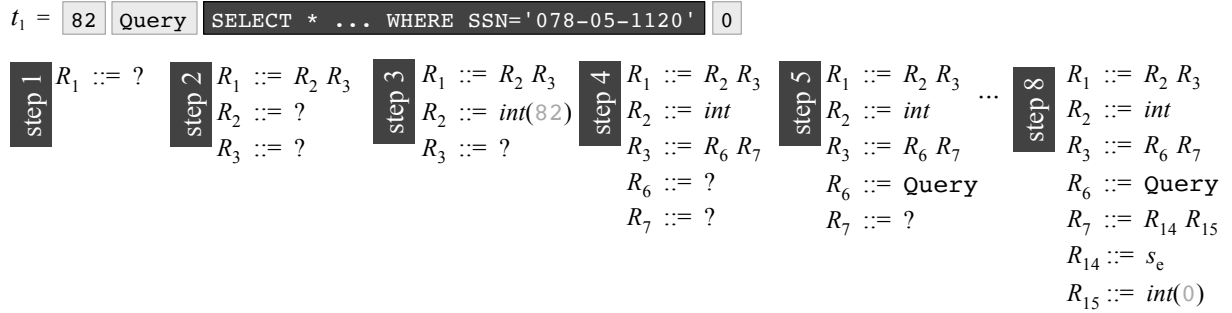 t1 = 82 Query SELECT * ... WHERE SSN='078-05-1120' 0
step 1
R1 ::= ?
step 2
R1 ::= R2 R3
R2 ::= ?
R3 ::= ?
step 3
R1 ::= R2 R3
R2 ::= int(82)
R3 ::= ?
step 4
R1 ::= R2 R3
R2 ::= int
R3 ::= R6 R7
R6 ::= ?
R7 ::= ?
step 5
R1 ::= R2 R3
R2 ::= int
R3 ::= R6 R7
R6 ::= Query
R7 ::= ?
...
step 8
R1 ::= R2 R3
R2 ::= int
R3 ::= R6 R7
R6 ::= Query
R7 ::= R14 R15
R14 ::= se
R15 ::= int(0)